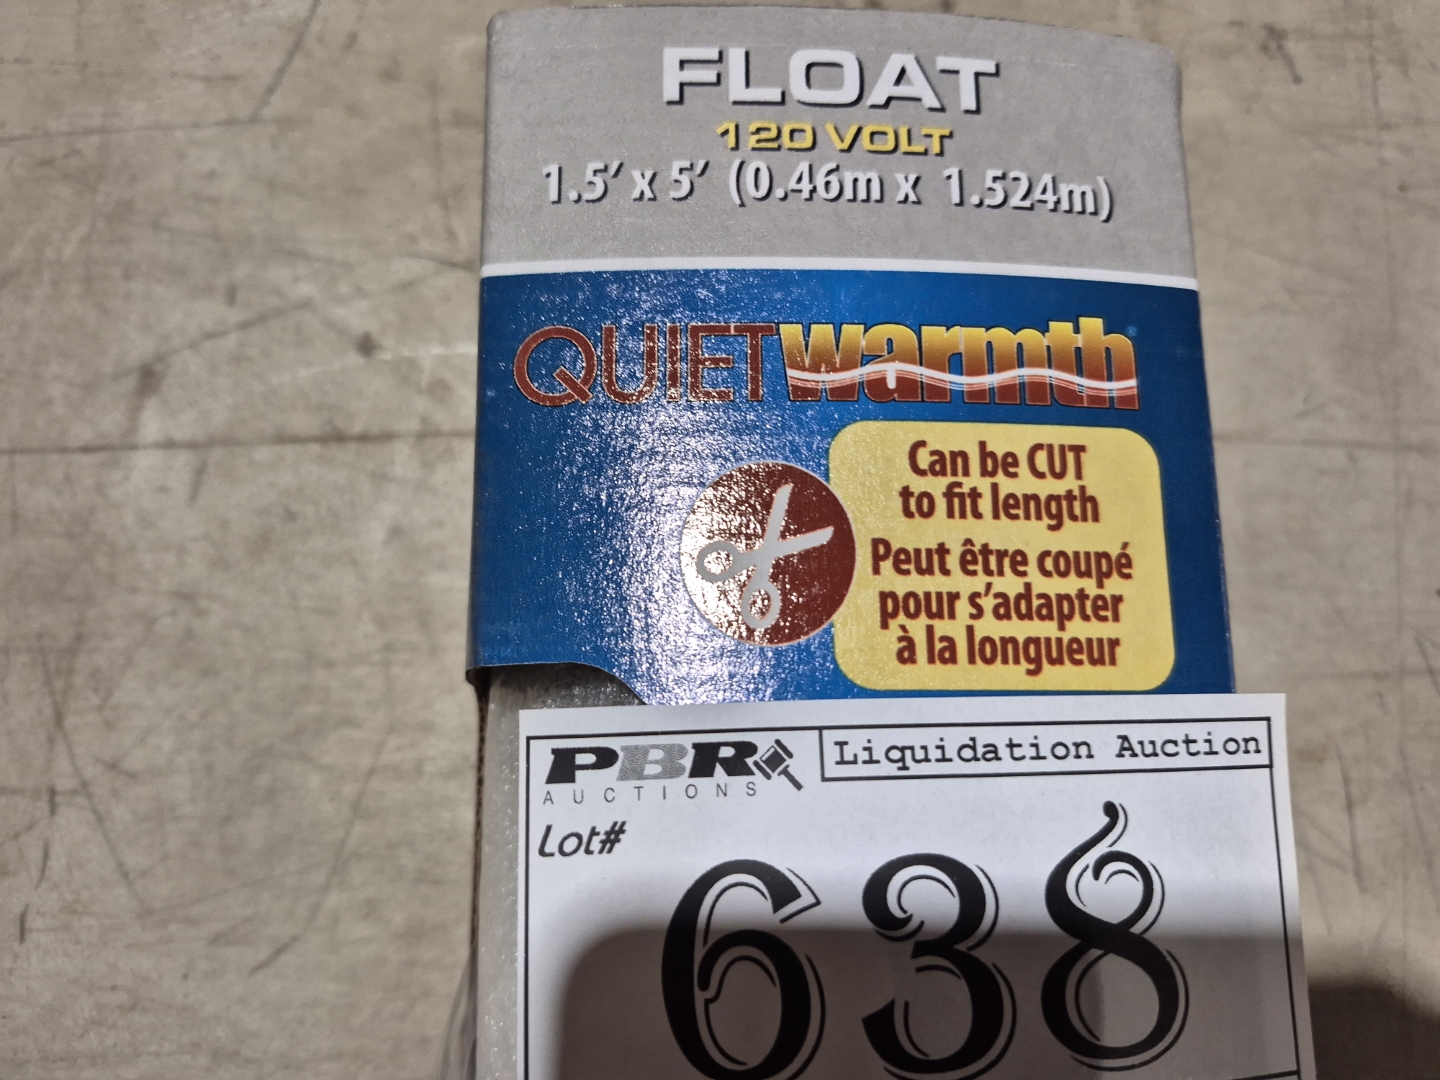 FLOAT
120 VOLT
1.5' x 5' (0.46m x 1.524m)
QUIETwarmth
Can be CUT
to fit length
Peut être coupé
pour s'adapter
à la longueur
PBR
AUCTIONS
Liquidation Auction
Lot#
638